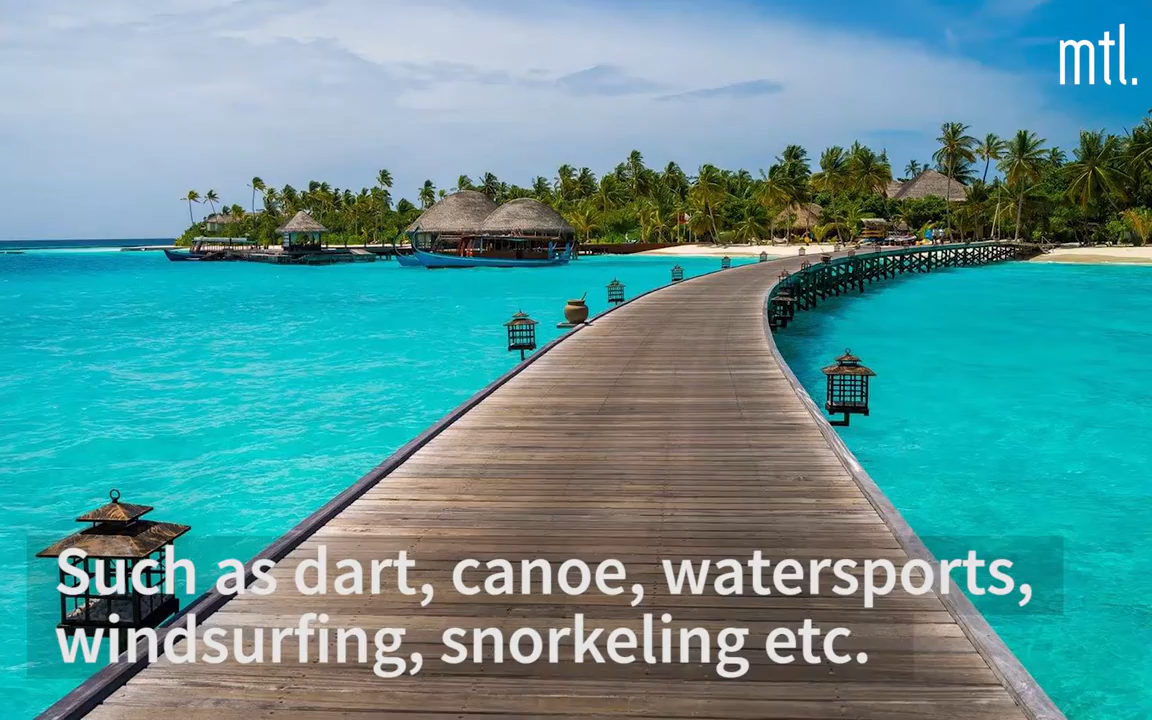 mtl.
Such as dart, canoe, watersports,
windsurfing, snorkeling etc.